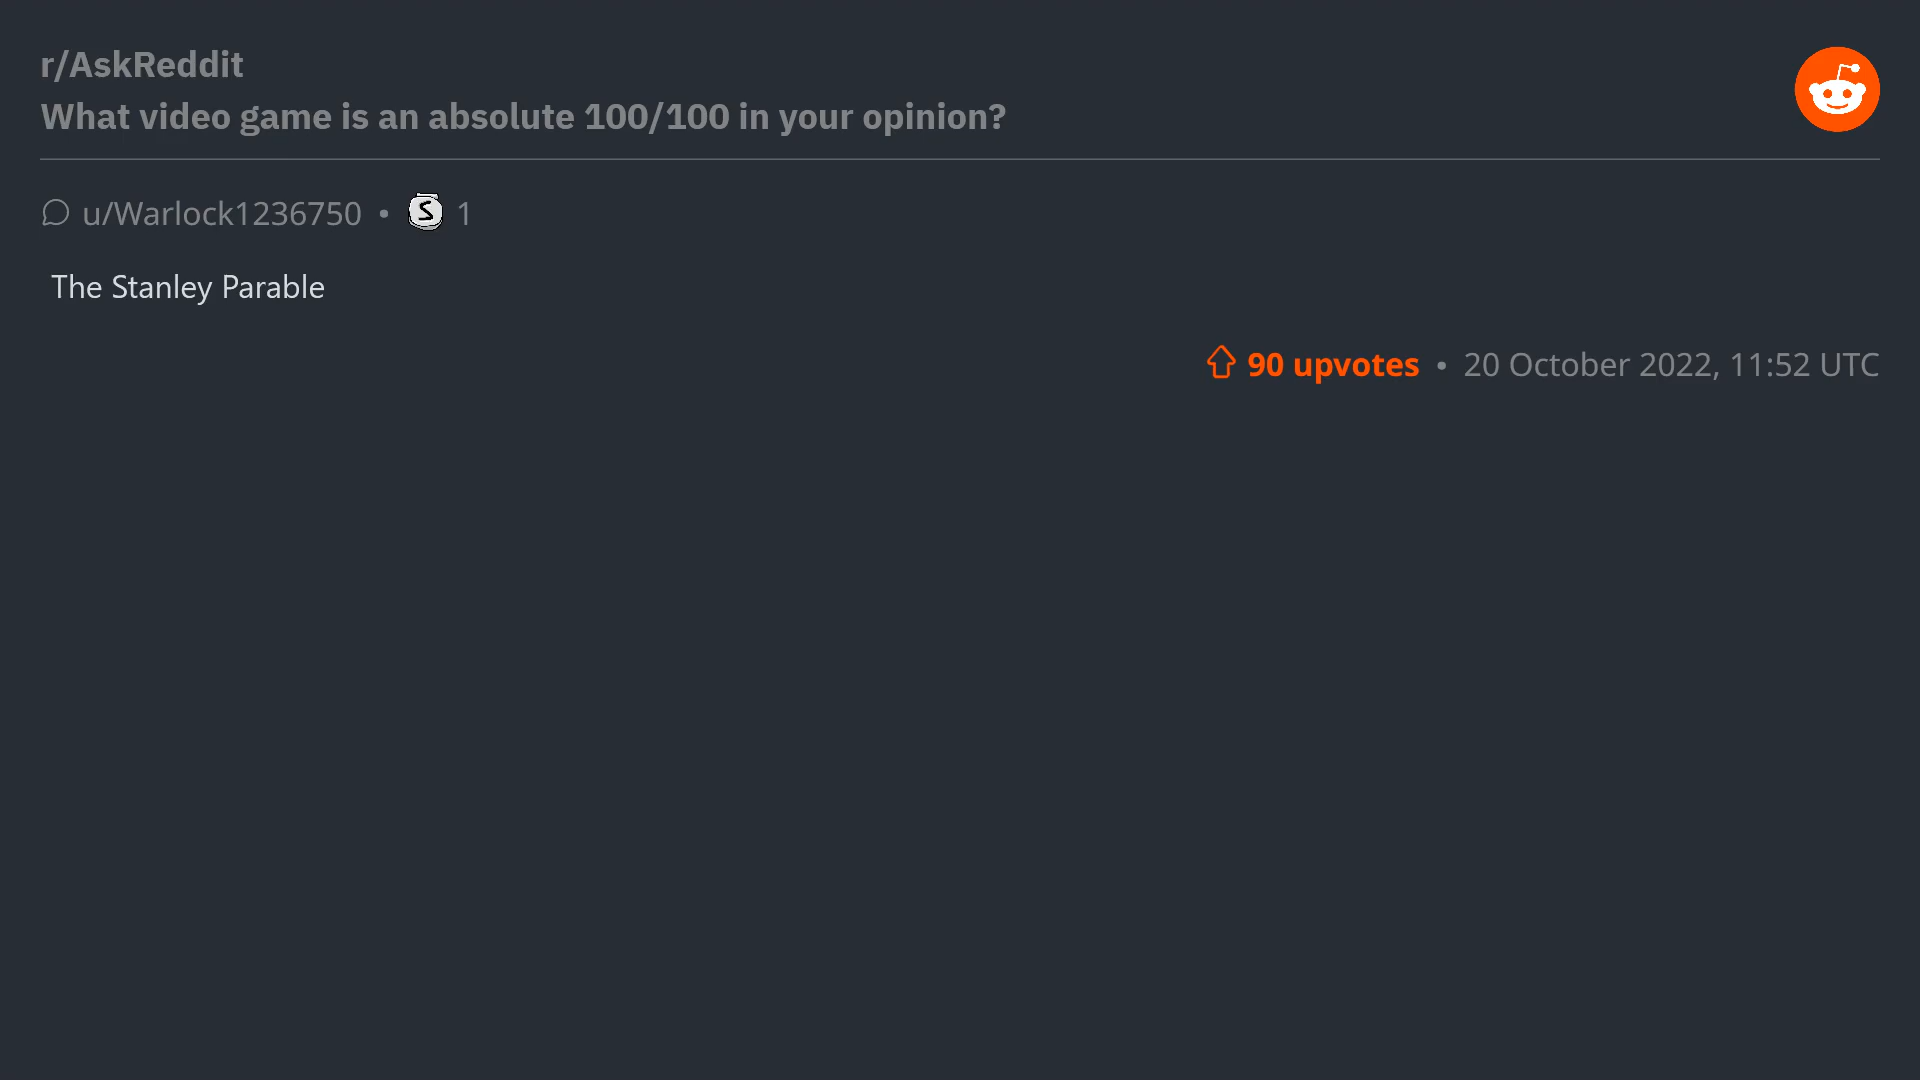 r/AskReddit
What video game is an absolute 100/100 in your opinion?
u/Warlock1236750 • S 1
The Stanley Parable
90 upvotes • 20 October 2022, 11:52 UTC